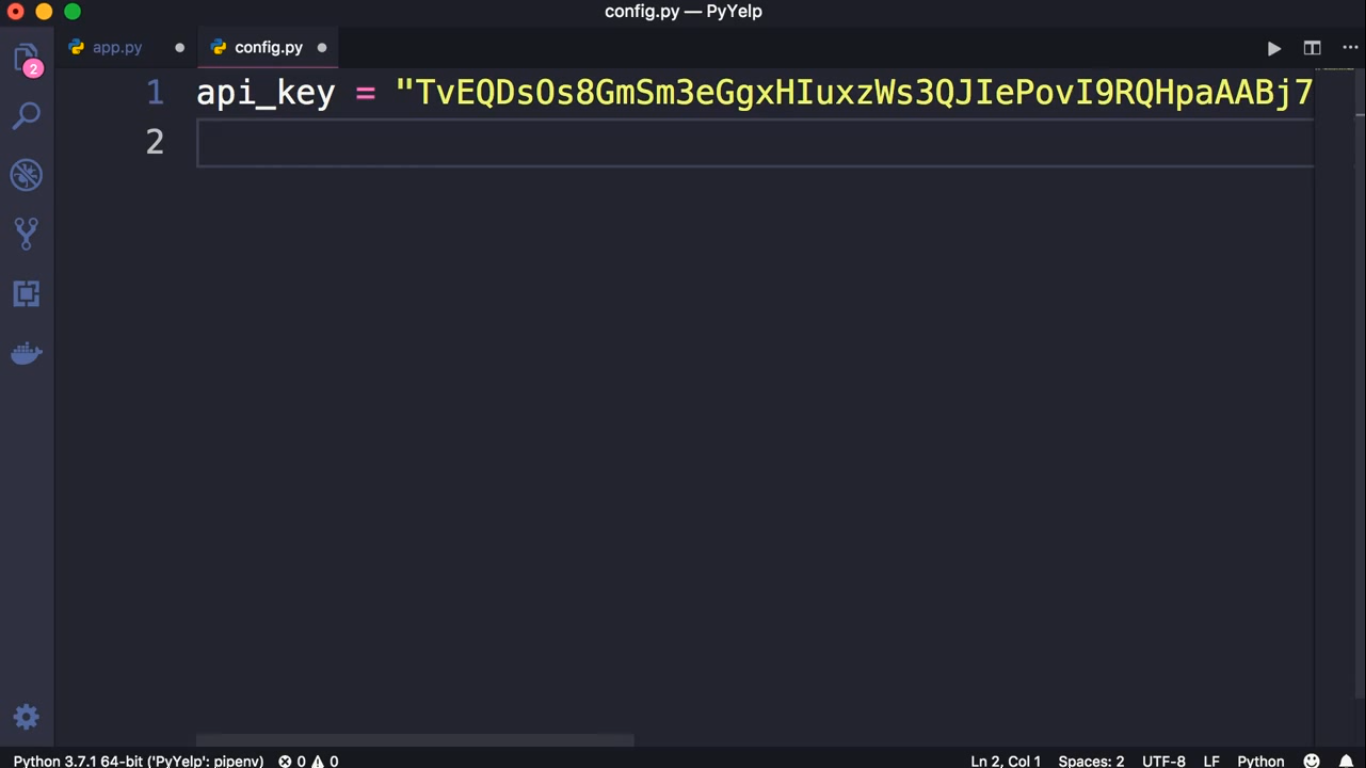 config.py — PyYelp
app.py
config.py
2
1 api_key = "TvEQDsOs8GmSm3eGgxHIuxzWs3QJIePovI9RQHpaAABj7
2
Python 3.7.1 64-bit ('PyYelp': pipenv) 0 0 Ln 2, Col 1 Spaces: 2 UTF-8 LF Python